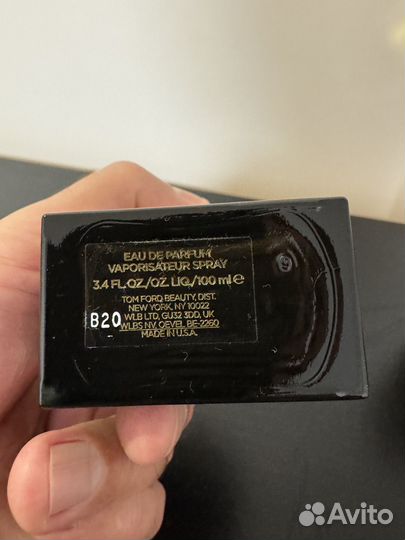 EAU DE PARFUM
VAPORISATEUR SPRAY
3.4 FL.OZ./OZ. LIQ./100 ml ℮
TOM FORD BEAUTY, DIST.
NEW YORK, NY 10022
WLB LTD, GU32 3DD, UK
WLBS NV, OEVEL, BE-2260
MADE IN U.S.A.
B20
Avito